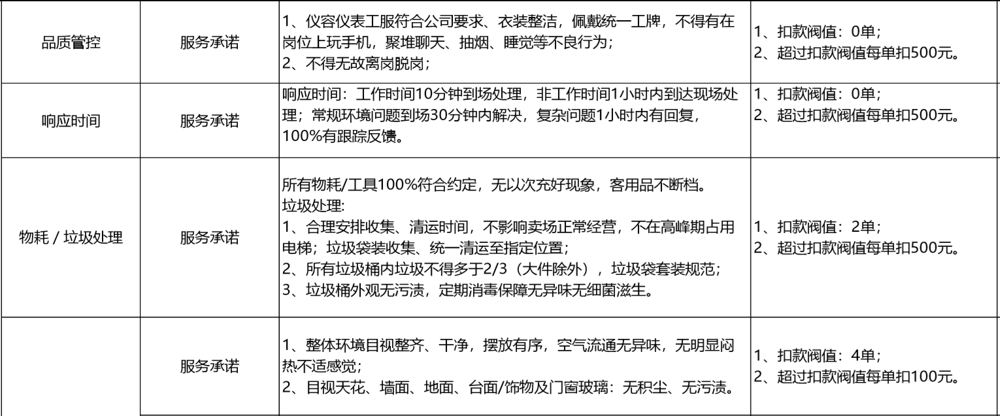 品质管控
服务承诺
1、仪容仪表工服符合公司要求、衣装整洁，佩戴统一工牌，不得有在
岗位上玩手机，聚堆聊天、抽烟、睡觉等不良行为；
2、不得无故离岗脱岗；
1、扣款阀值：0单；
2、超过扣款阀值每单扣500元。
响应时间
服务承诺
响应时间：工作时间10分钟到场处理，非工作时间1小时内到达现场处
理；常规环境问题到场30分钟内解决，复杂问题1小时内有回复，
100%有跟踪反馈。
1、扣款阀值：0单；
2、超过扣款阀值每单扣500元。
物耗 / 垃圾处理
服务承诺
所有物耗/工具100%符合约定，无以次充好现象，客用品不断档。
垃圾处理:
1、合理安排收集、清运时间，不影响卖场正常经营，不在高峰期占用
电梯；垃圾袋装收集、统一清运至指定位置；
2、所有垃圾桶内垃圾不得多于2/3（大件除外），垃圾袋套装规范；
3、垃圾桶外观无污渍，定期消毒保障无异味无细菌滋生。
1、扣款阀值：2单；
2、超过扣款阀值每单扣500元。
服务承诺
1、整体环境目视整齐、干净，摆放有序，空气流通无异味，无明显闷
热不适感觉；
2、目视天花、墙面、地面、台面/饰物及门窗玻璃：无积尘、无污渍。
1、扣款阀值：4单；
2、超过扣款阀值每单扣100元。